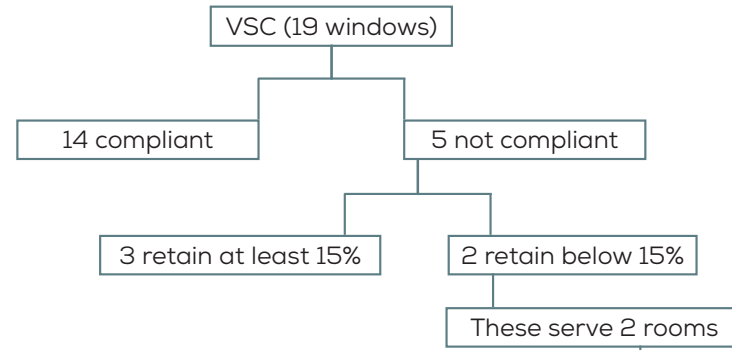 VSC (19 windows)
14 compliant
5 not compliant
3 retain at least 15%
2 retain below 15%
These serve 2 rooms